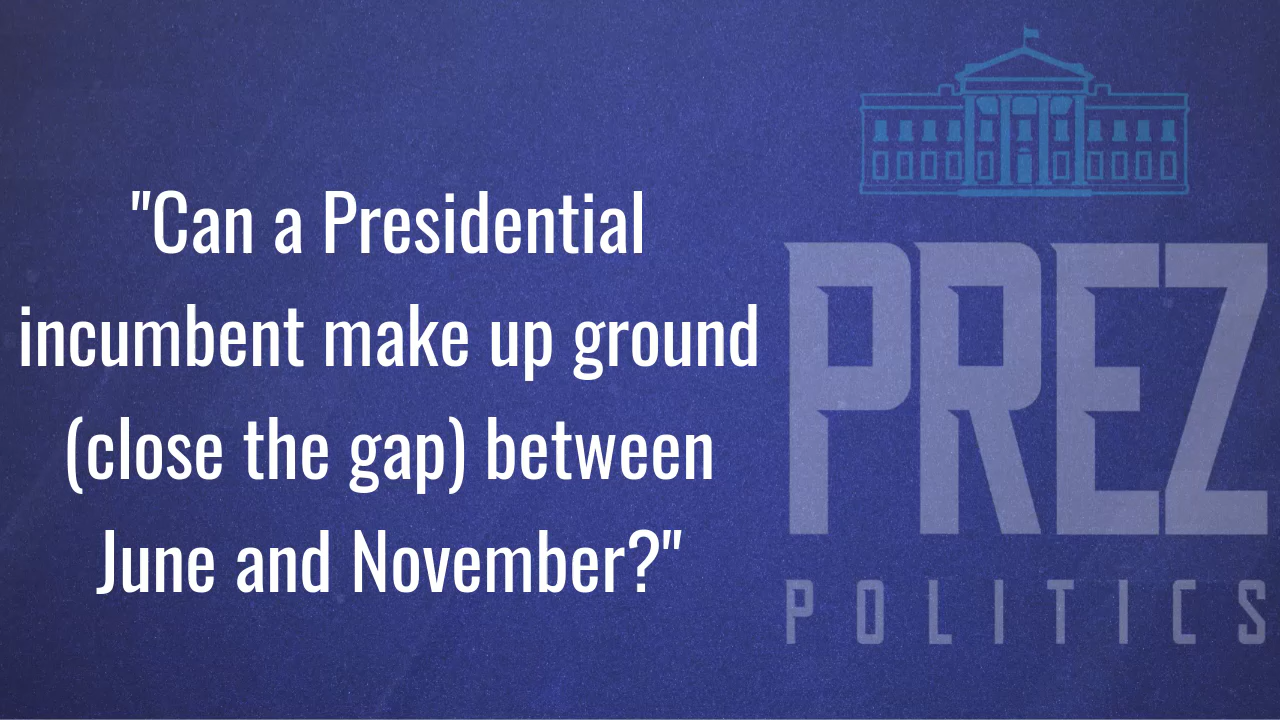 "Can a Presidential
incumbent make up ground
(close the gap) between
June and November?"
PREZ
POLITICS